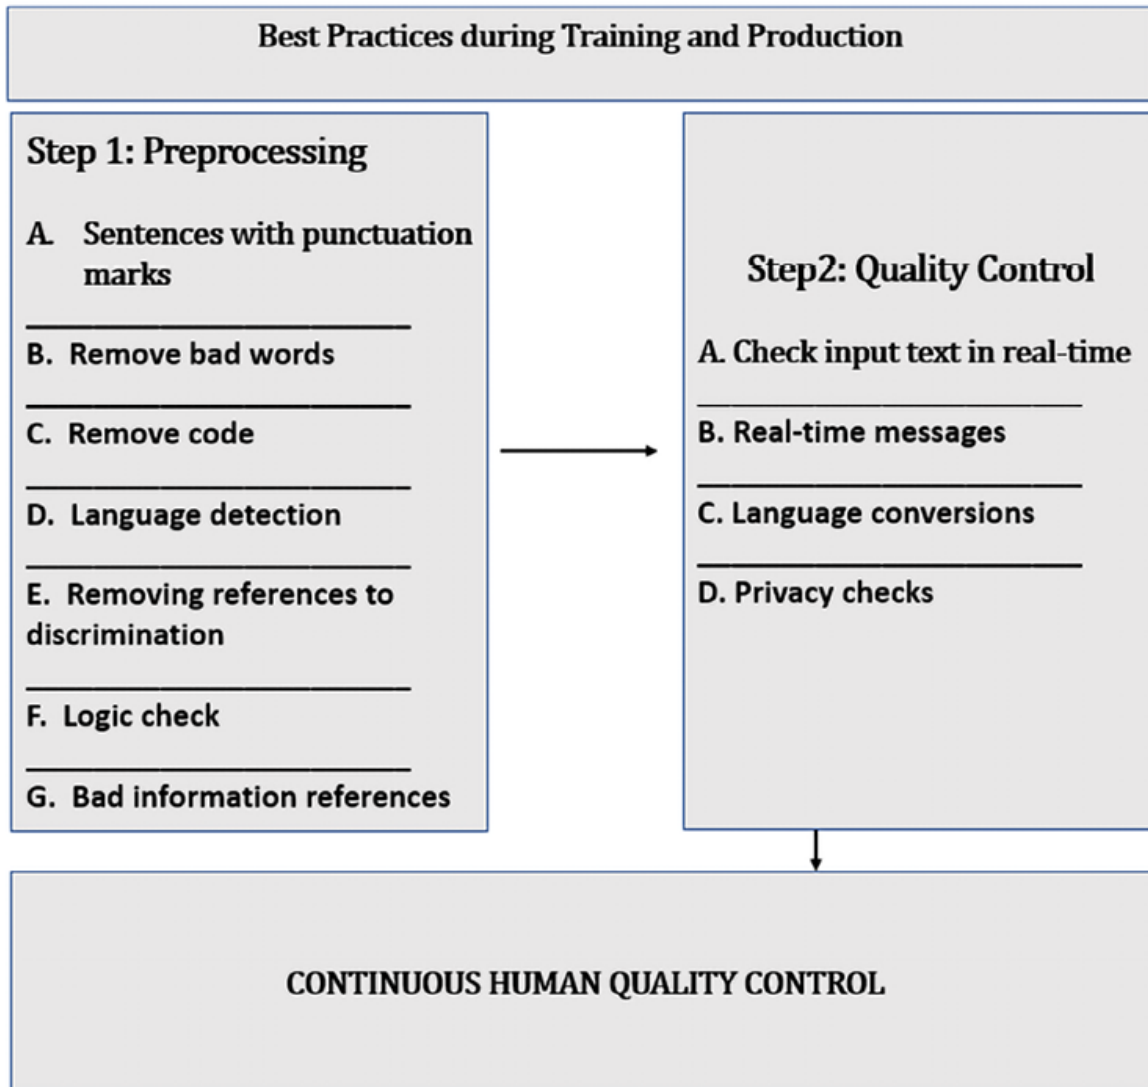 Best Practices during Training and Production
Step 1: Preprocessing
A. Sentences with punctuation
marks
B. Remove bad words
C. Remove code
D. Language detection
E. Removing references to
discrimination
F. Logic check
G. Bad information references
Step2: Quality Control
A. Check input text in real-time
B. Real-time messages
C. Language conversions
D. Privacy checks
CONTINUOUS HUMAN QUALITY CONTROL